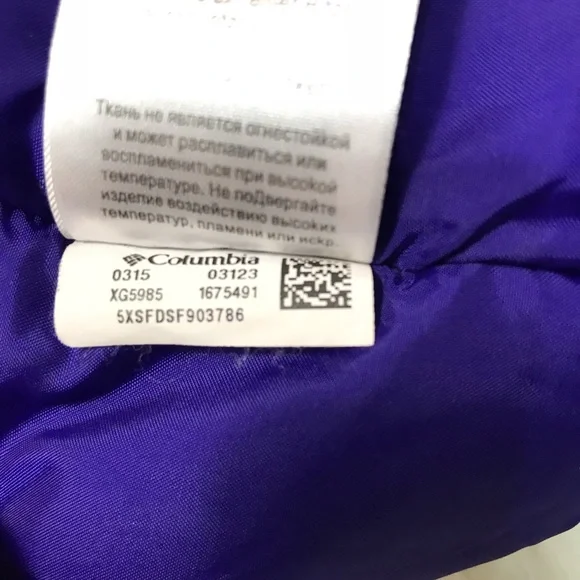 Ткань не является огнестойкой
и может расплавиться или
воспламениться при высокой
температуре. Не подвергайте
изделие воздействию высоких
температур, пламени или искр.
Columbia
0315 03123
XG5985 1675491
5XSFDSF903786